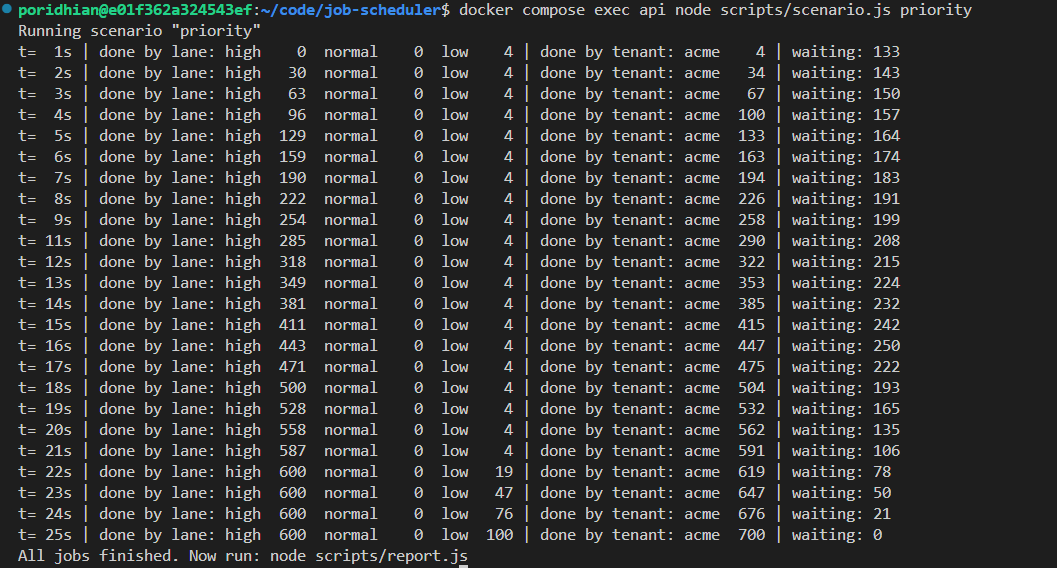 poridhian@e01f362a324543ef:~/code/job-scheduler$ docker compose exec api node scripts/scenario.js priority
Running scenario "priority"
t=  1s | done by lane: high    0  normal    0  low    4 | done by tenant: acme    4 | waiting: 133
t=  2s | done by lane: high   30  normal    0  low    4 | done by tenant: acme   34 | waiting: 143
t=  3s | done by lane: high   63  normal    0  low    4 | done by tenant: acme   67 | waiting: 150
t=  4s | done by lane: high   96  normal    0  low    4 | done by tenant: acme  100 | waiting: 157
t=  5s | done by lane: high  129  normal    0  low    4 | done by tenant: acme  133 | waiting: 164
t=  6s | done by lane: high  159  normal    0  low    4 | done by tenant: acme  163 | waiting: 174
t=  7s | done by lane: high  190  normal    0  low    4 | done by tenant: acme  194 | waiting: 183
t=  8s | done by lane: high  222  normal    0  low    4 | done by tenant: acme  226 | waiting: 191
t=  9s | done by lane: high  254  normal    0  low    4 | done by tenant: acme  258 | waiting: 199
t= 11s | done by lane: high  285  normal    0  low    4 | done by tenant: acme  290 | waiting: 208
t= 12s | done by lane: high  318  normal    0  low    4 | done by tenant: acme  322 | waiting: 215
t= 13s | done by lane: high  349  normal    0  low    4 | done by tenant: acme  353 | waiting: 224
t= 14s | done by lane: high  381  normal    0  low    4 | done by tenant: acme  385 | waiting: 232
t= 15s | done by lane: high  411  normal    0  low    4 | done by tenant: acme  415 | waiting: 242
t= 16s | done by lane: high  443  normal    0  low    4 | done by tenant: acme  447 | waiting: 250
t= 17s | done by lane: high  471  normal    0  low    4 | done by tenant: acme  475 | waiting: 222
t= 18s | done by lane: high  500  normal    0  low    4 | done by tenant: acme  504 | waiting: 193
t= 19s | done by lane: high  528  normal    0  low    4 | done by tenant: acme  532 | waiting: 165
t= 20s | done by lane: high  558  normal    0  low    4 | done by tenant: acme  562 | waiting: 135
t= 21s | done by lane: high  587  normal    0  low    4 | done by tenant: acme  591 | waiting: 106
t= 22s | done by lane: high  600  normal    0  low   19 | done by tenant: acme  619 | waiting: 78
t= 23s | done by lane: high  600  normal    0  low   47 | done by tenant: acme  647 | waiting: 50
t= 24s | done by lane: high  600  normal    0  low   76 | done by tenant: acme  676 | waiting: 21
t= 25s | done by lane: high  600  normal    0  low  100 | done by tenant: acme  700 | waiting: 0
All jobs finished. Now run: node scripts/report.js